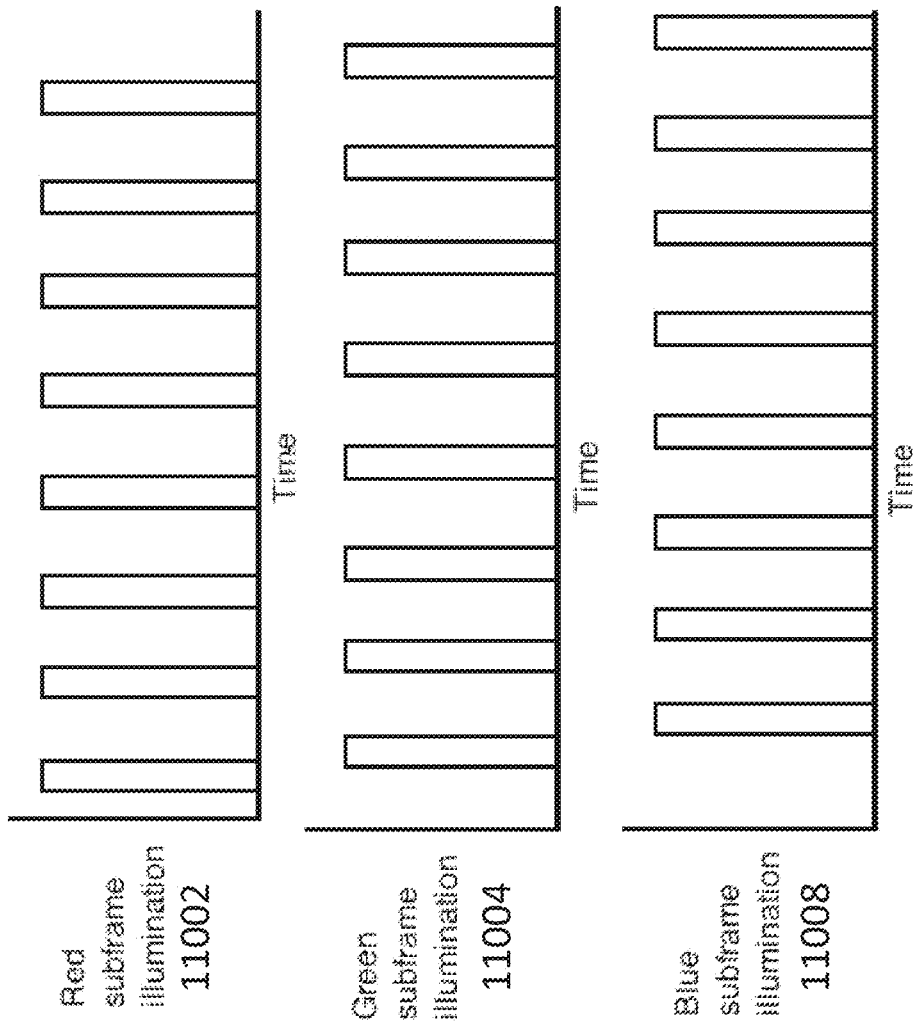 Red
subframe
illumination
11002
Time
Green
subframe
illumination
11004
Time
Blue
subframe
illumination
11008
Time